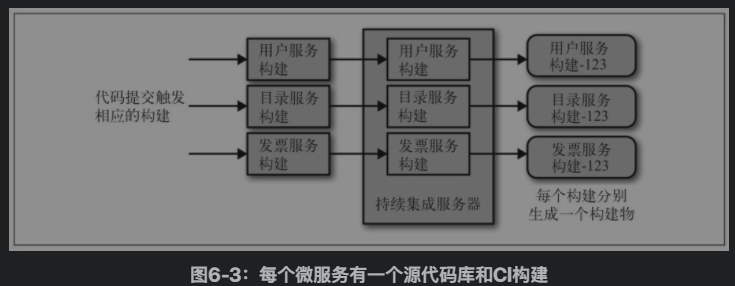 代码提交触发
相应的构建
用户服务
构建
用户服务
构建
用户服务
构建-123
目录服务
构建
目录服务
构建
目录服务
构建-123
发票服务
构建
发票服务
构建
发票服务
构建-123
持续集成服务器
每个构建分别
生成一个构建物
图6-3：每个微服务有一个源代码库和CI构建